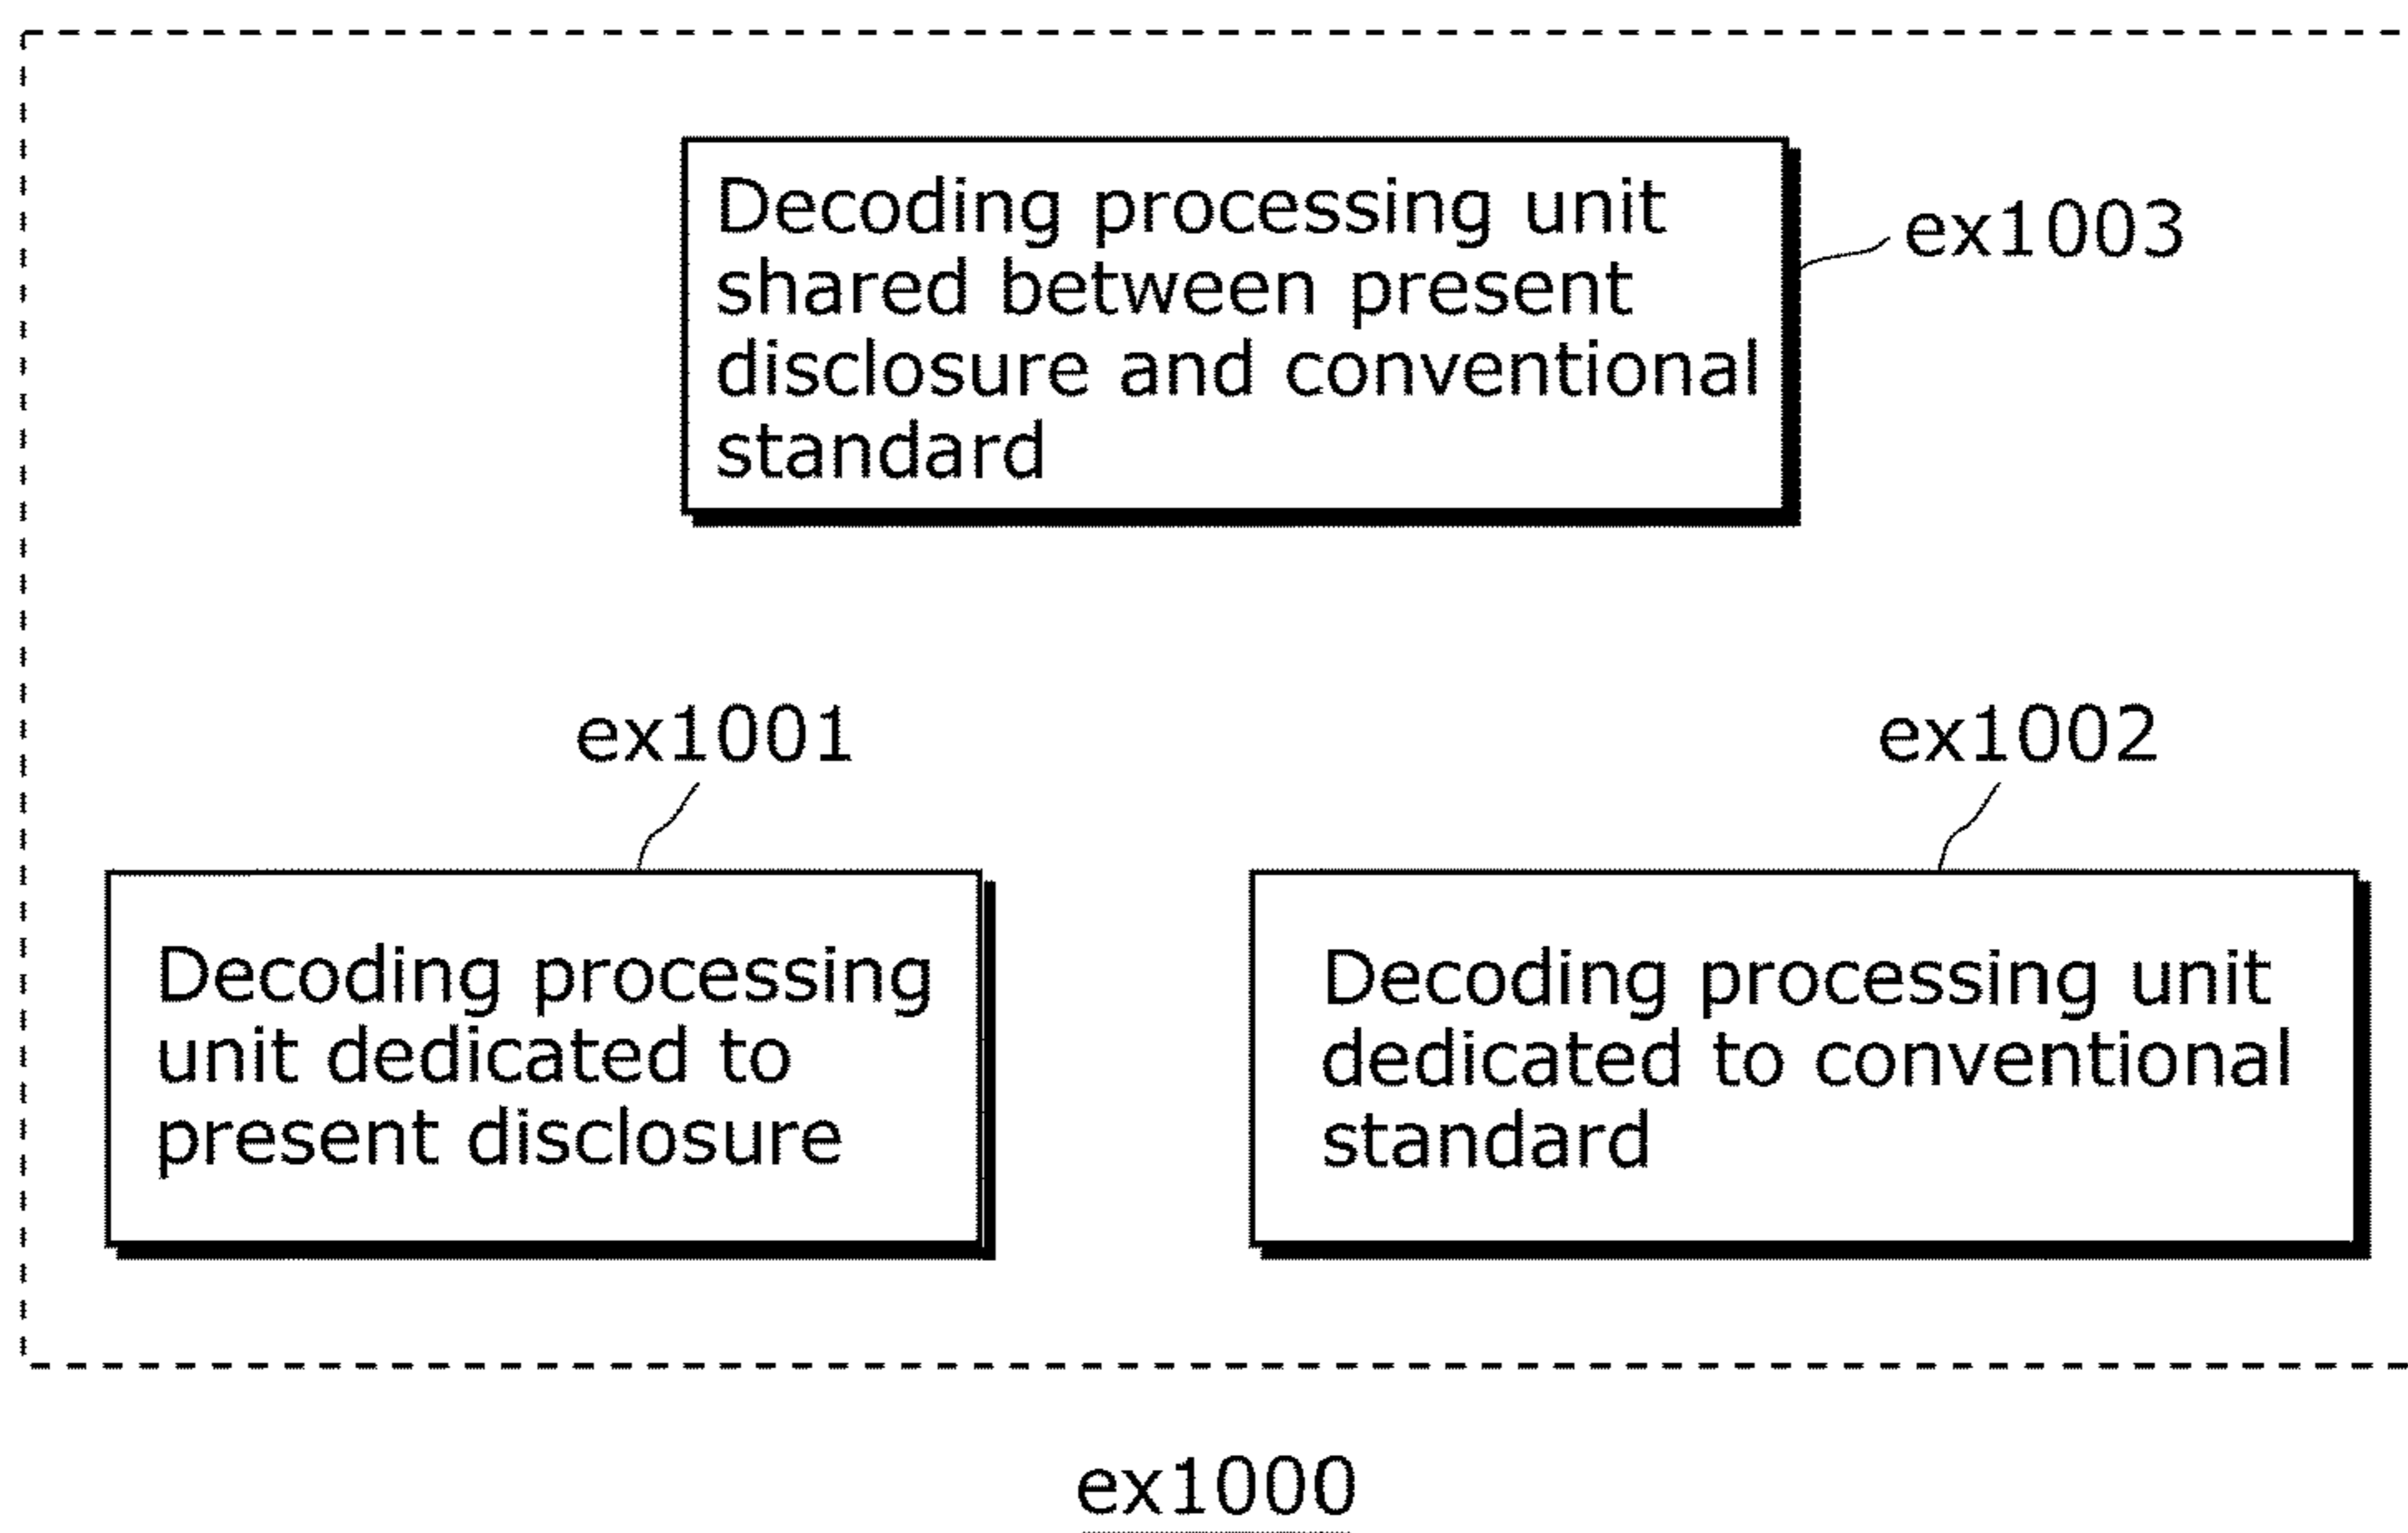 Decoding processing unit
shared between present
disclosure and conventional
standard
ex1003
ex1001
ex1002
Decoding processing
unit dedicated to
present disclosure
Decoding processing unit
dedicated to conventional
standard
ex1000